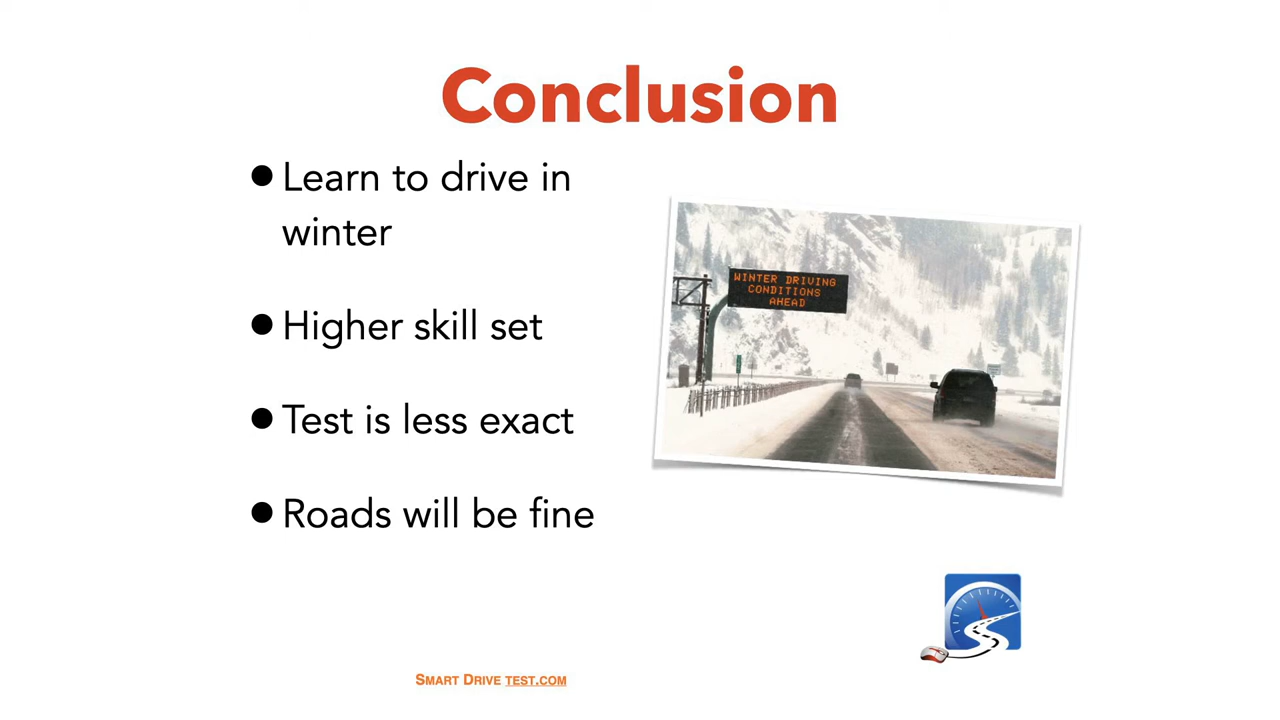 Conclusion
• Learn to drive in
winter
• Higher skill set
• Test is less exact
• Roads will be fine
WINTER DRIVING
CONDITIONS
AHEAD
SMART DRIVE TEST.COM